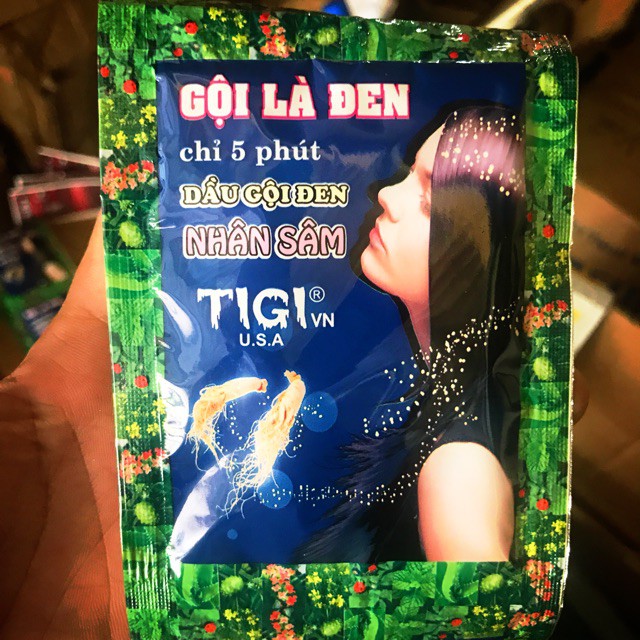 GỘI LÀ ĐEN
chỉ 5 phút
DẦU GỘI ĐEN
NHÂN SÂM
TIGI® VN
U.S.A